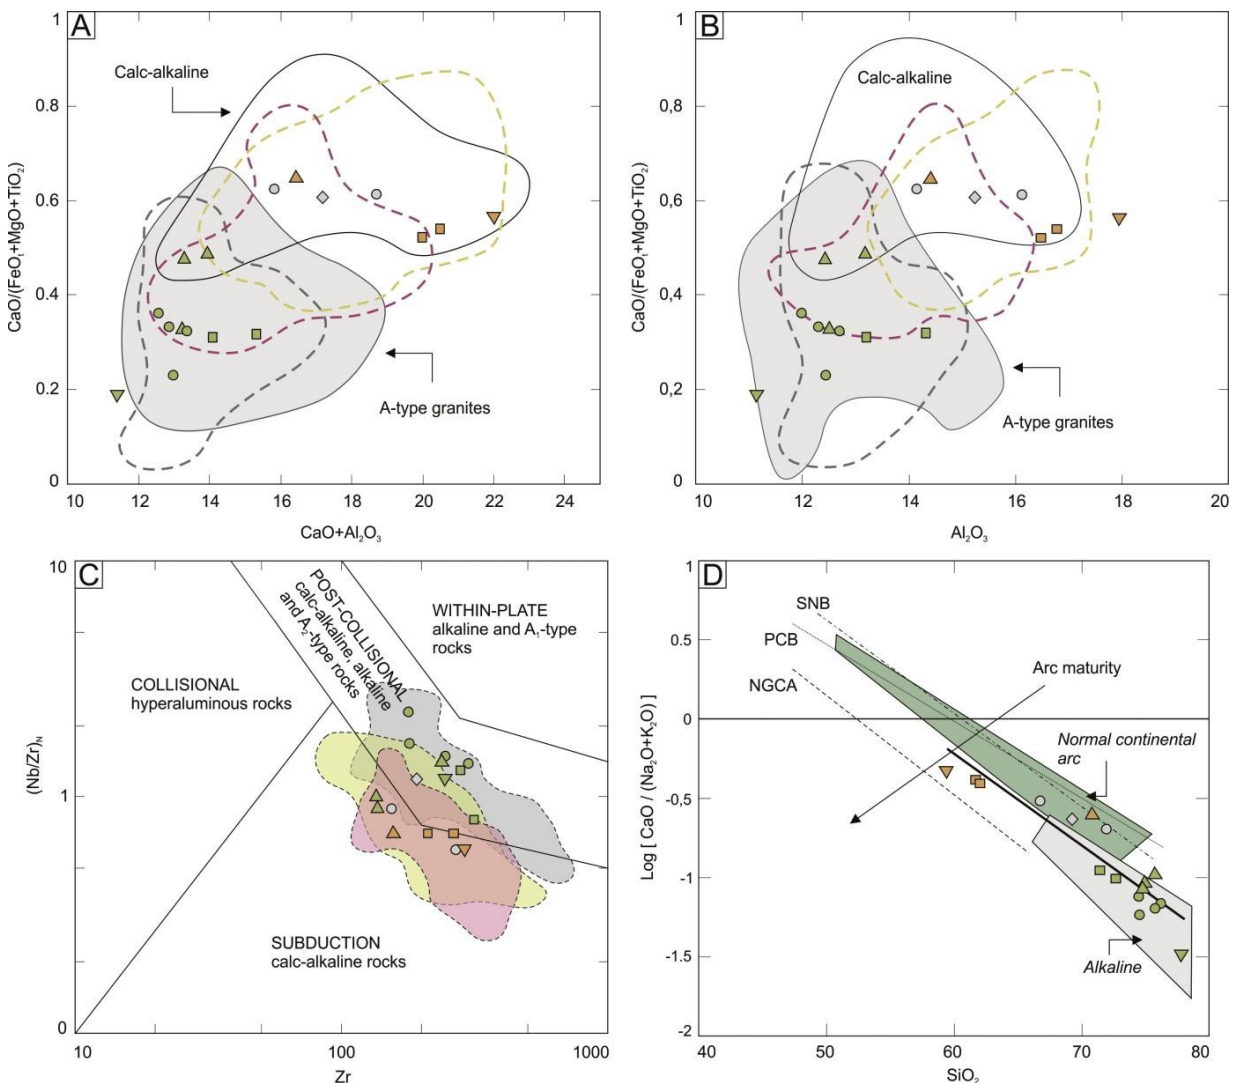 A
1
0.8
0.6
0.4
0.2
0
CaO/(FeOt+MgO+TiO2)
Calc-alkaline
A-type granites
10 12 14 16 18 20 22 24
CaO+Al2O3
B
1
0,8
0,6
0,4
0,2
0
CaO/(FeOt+MgO+TiO2)
Calc-alkaline
A-type granites
10 12 14 16 18 20
Al2O3
C
10
1
0
(Nb/Zr)N
POST-COLLISIONAL
calc-alkaline, alkaline
and A2-type rocks
WITHIN-PLATE
alkaline and A1-type
rocks
COLLISIONAL
hyperaluminous rocks
SUBDUCTION
calc-alkaline rocks
10 100 1000
Zr
D
1
0.5
0
-0.5
-1
-1.5
-2
Log [ CaO / (Na2O+K2O)) ]
SNB
PCB
NGCA
Arc maturity
Normal continental
arc
Alkaline
40 50 60 70 80
SiO2